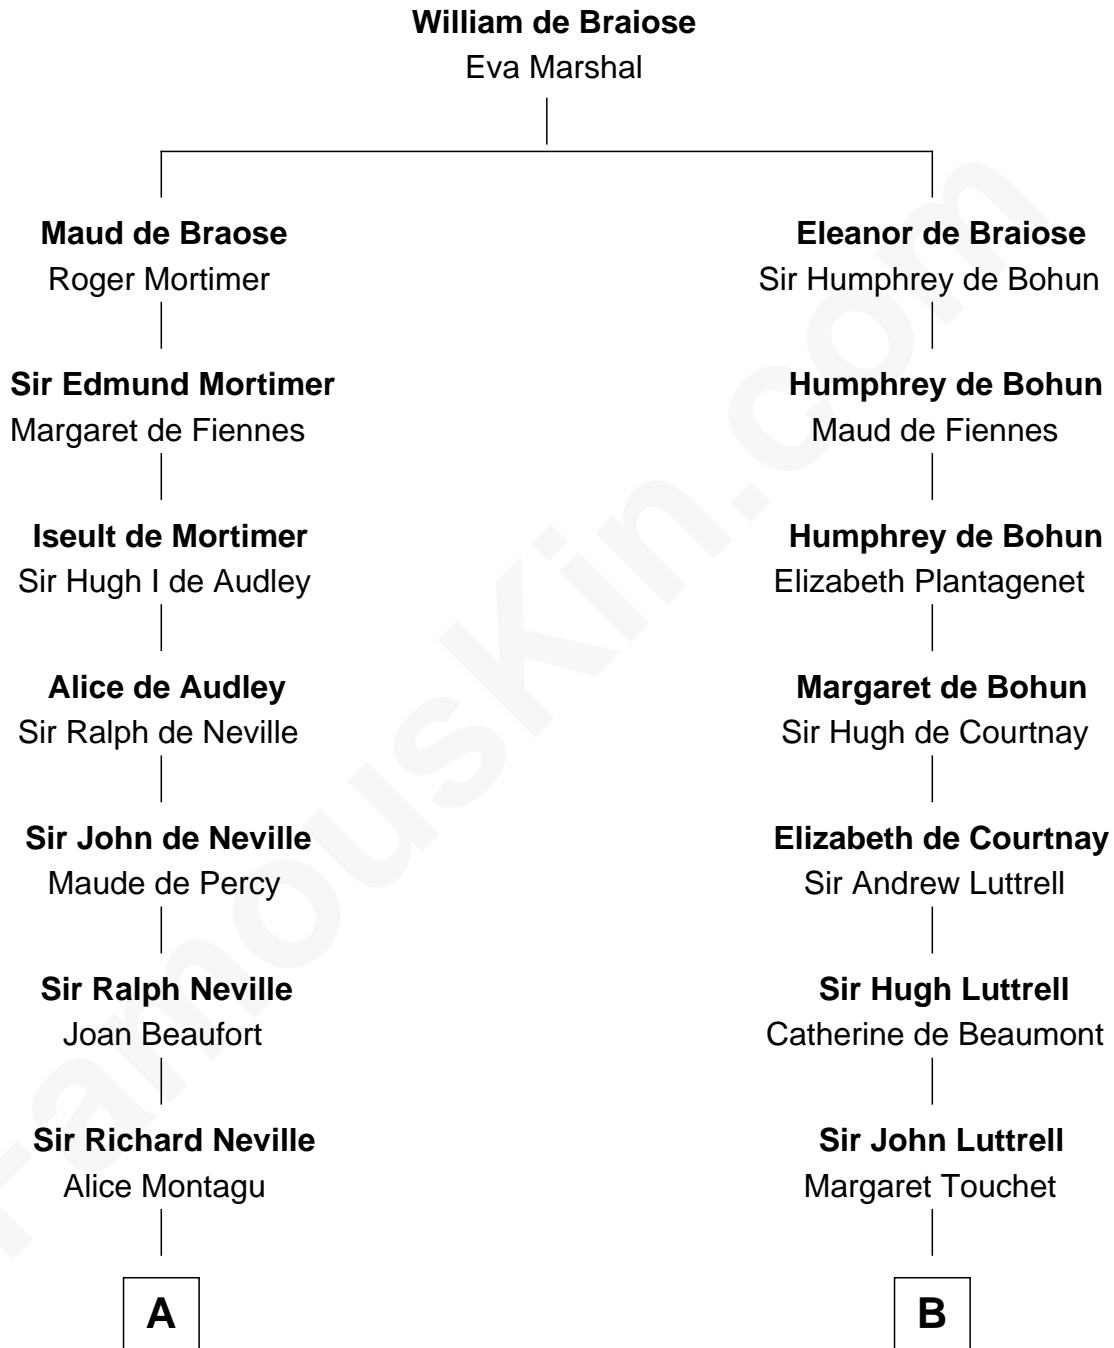 William de Braiose
Eva Marshal
Maud de Braose
Roger Mortimer
Eleanor de Braiose
Sir Humphrey de Bohun
Sir Edmund Mortimer
Margaret de Fiennes
Humphrey de Bohun
Maud de Fiennes
Iseult de Mortimer
Sir Hugh I de Audley
Humphrey de Bohun
Elizabeth Plantagenet
Alice de Audley
Sir Ralph de Neville
Margaret de Bohun
Sir Hugh de Courtnay
Sir John de Neville
Maude de Percy
Elizabeth de Courtnay
Sir Andrew Luttrell
Sir Ralph Neville
Joan Beaufort
Sir Hugh Luttrell
Catherine de Beaumont
Sir Richard Neville
Alice Montagu
Sir John Luttrell
Margaret Touchet
A
B
FamousKin.com